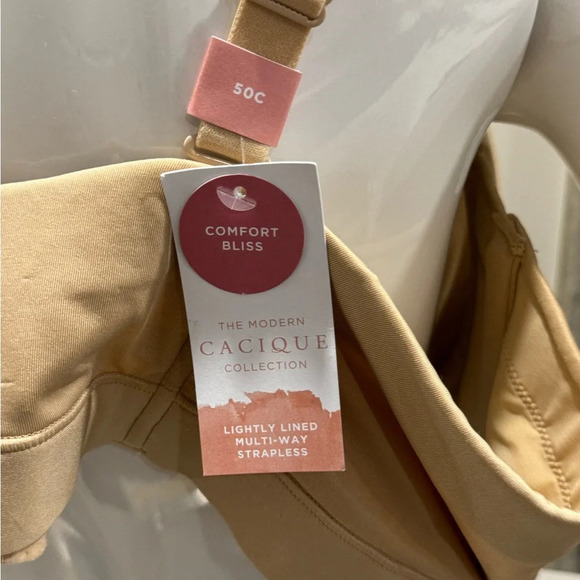 50C
COMFORT
BLISS
THE MODERN
CACIQUE
COLLECTION
LIGHTLY LINED
MULTI-WAY
STRAPLESS